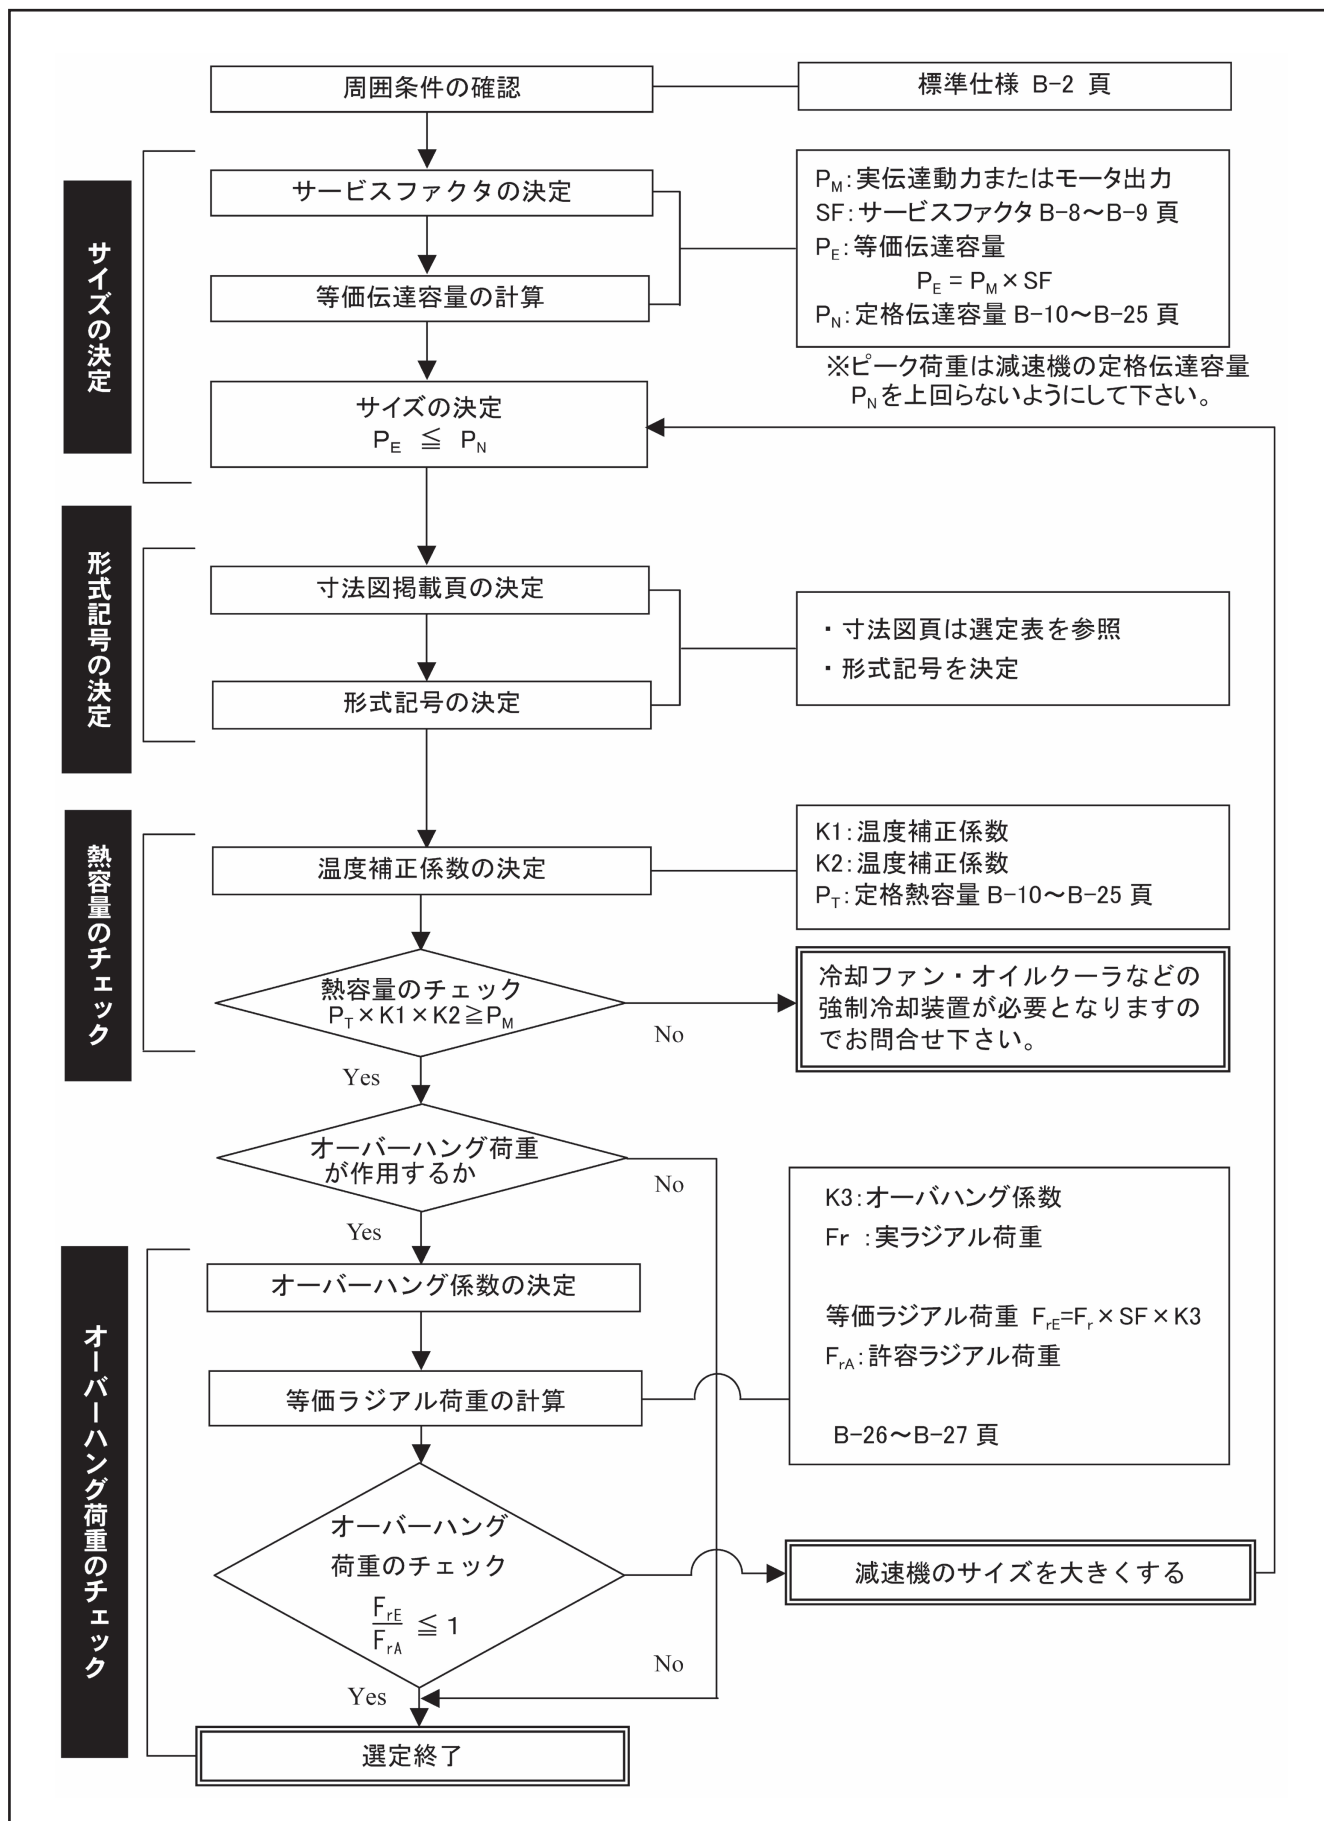 周囲条件の確認
標準仕様 B-2 頁
サイズの決定
サービスファクタの決定
等価伝達容量の計算
PM:実伝達動力またはモータ出力
SF:サービスファクタB-8～B-9 頁
PE:等価伝達容量
PE = PM×SF
PN:定格伝達容量 B-10～B-25 頁
※ピーク荷重は減速機の定格伝達容量
PNを上回らないようにして下さい。
サイズの決定
PE ≦ PN
形式記号の決定
寸法図掲載頁の決定
形式記号の決定
・寸法図頁は選定表を参照
・形式記号を決定
熱容量のチェック
温度補正係数の決定
K1:温度補正係数
K2:温度補正係数
PT:定格熱容量 B-10～B-25 頁
熱容量のチェック
PT×K1×K2≧PM
No
冷却ファン・オイルクーラなどの
強制冷却装置が必要となりますの
でお問合せ下さい。
Yes
オーバーハング荷重
が作用するか
No
Yes
オーバーハング荷重のチェック
オーバーハング係数の決定
等価ラジアル荷重の計算
K3:オーバハング係数
Fr :実ラジアル荷重
等価ラジアル荷重 FrE=Fr×SF×K3
FrA:許容ラジアル荷重
B-26～B-27 頁
オーバーハング
荷重のチェック
FrE
FrA
≦ 1
減速機のサイズを大きくする
No
Yes
選定終了